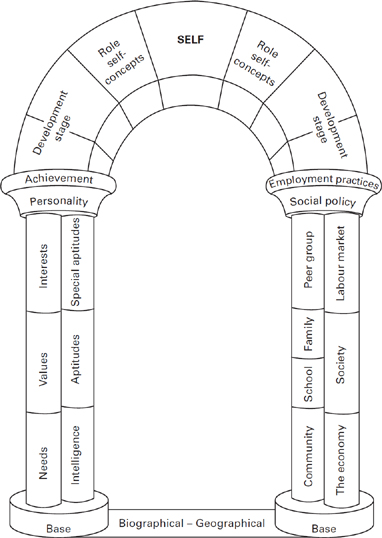 SELF
Role
self-
concepts
Role
self-
concepts
Development
stage
Development
stage
Achievement
Personality
Employment practices
Social policy
Interests
Special aptitudes
Values
Aptitudes
Needs
Intelligence
Peer group
Labour market
Family
School
Society
Community
The economy
Base
Biographical – Geographical
Base